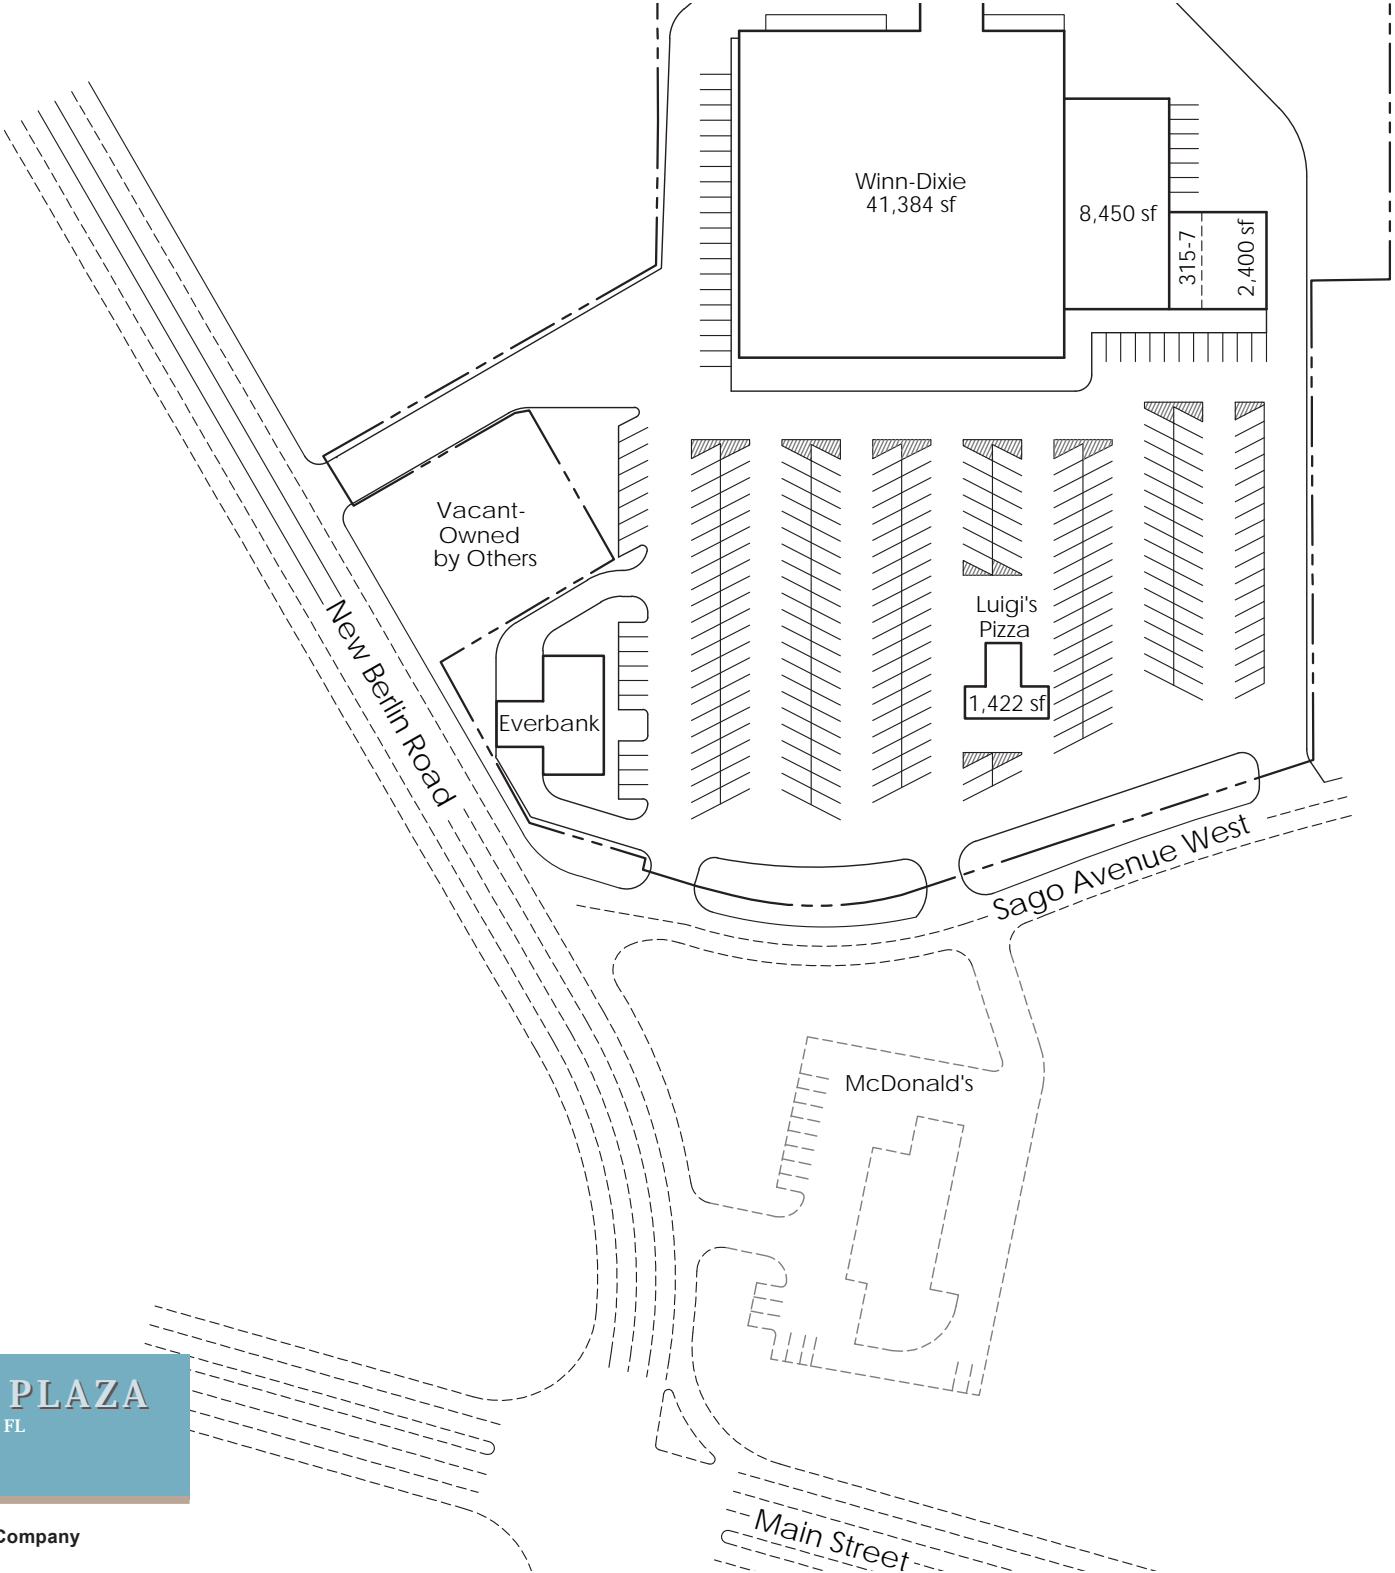 Winn-Dixie
41,384 sf
8,450 sf
315-7
2,400 sf
Vacant-
Owned
by Others
New Berlin Road
Everbank
Luigi's
Pizza
1,422 sf
Sago Avenue West
McDonald's
PLAZA
FL
Company
Main Street